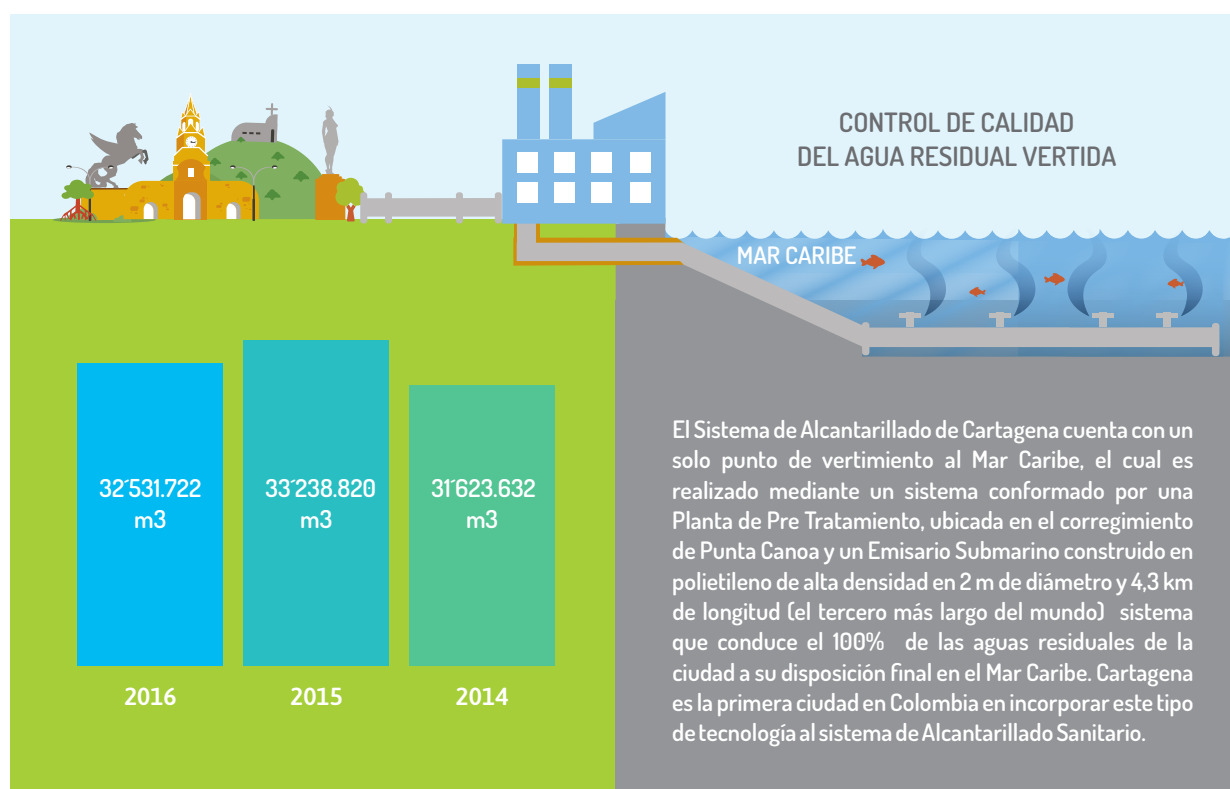 CONTROL DE CALIDAD
DEL AGUA RESIDUAL VERTIDA
MAR CARIBE
32´531.722
m3
33´238.820
m3
31´623.632
m3
2016
2015
2014
El Sistema de Alcantarillado de Cartagena cuenta con un
solo punto de vertimiento al Mar Caribe, el cual es
realizado mediante un sistema conformado por una
Planta de Pre Tratamiento, ubicada en el corregimiento
de Punta Canoa y un Emisario Submarino construido en
polietileno de alta densidad en 2 m de diámetro y 4,3 km
de longitud (el tercero más largo del mundo) sistema
que conduce el 100% de las aguas residuales de la
ciudad a su disposición final en el Mar Caribe. Cartagena
es la primera ciudad en Colombia en incorporar este tipo
de tecnología al sistema de Alcantarillado Sanitario.